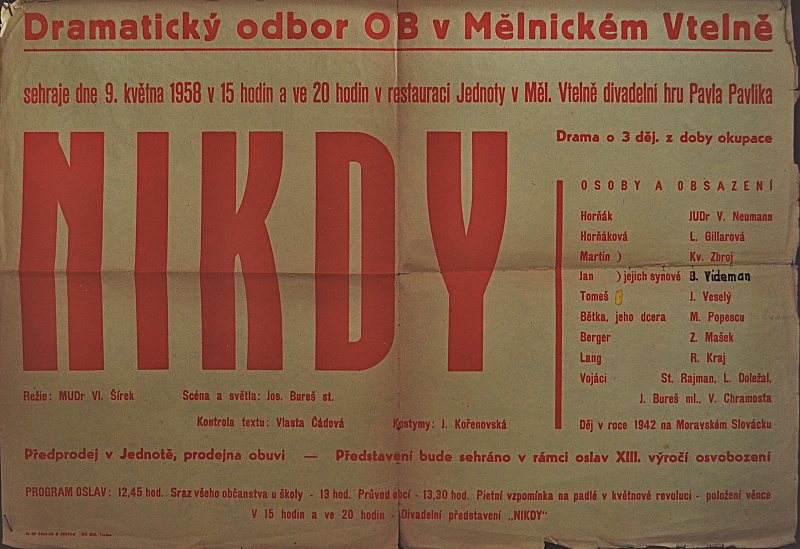 Dramatický odbor OB v Mělnickém Vtelně
sehraje dne 9. května 1958 v 15 hodin a ve 20 hodin v restauraci Jednoty v Měl. Vtelně divadelní hru Pavla Pavlíka
NIKDY
Drama o 3 děj. z doby okupace
OSOBY A OBSAZENÍ
Horňák JUDr V. Neumann
Horňáková L. Gillarová
Martin ) Kv. Zbroj
Jan ) jejich synové B. Videman
Tomeš J. Veselý
Bětka, jeho dcera M. Popescu
Berger Z. Mašek
Lang R. Kraj
Vojáci St. Rajman, L. Doležal,
J. Bureš ml., V. Chramosta
Děj v roce 1942 na Moravském Slovácku
Režie: MUDr Vl. Šírek Scéna a světla: Jos. Bureš st.
Kontrola textu: Vlasta Čádová Kostymy: J. Kořenovská
Předprodej v Jednotě, prodejna obuvi — Představení bude sehráno v rámci oslav XIII. výročí osvobození
PROGRAM OSLAV: 12,45 hod. Sraz všeho občanstva u školy - 13 hod. Průvod obcí - 13,30 hod. Pietní vzpomínka na padlé v květnové revoluci - položení věnce
V 15 hodin a ve 20 hodin - Divadelní představení „NIKDY"